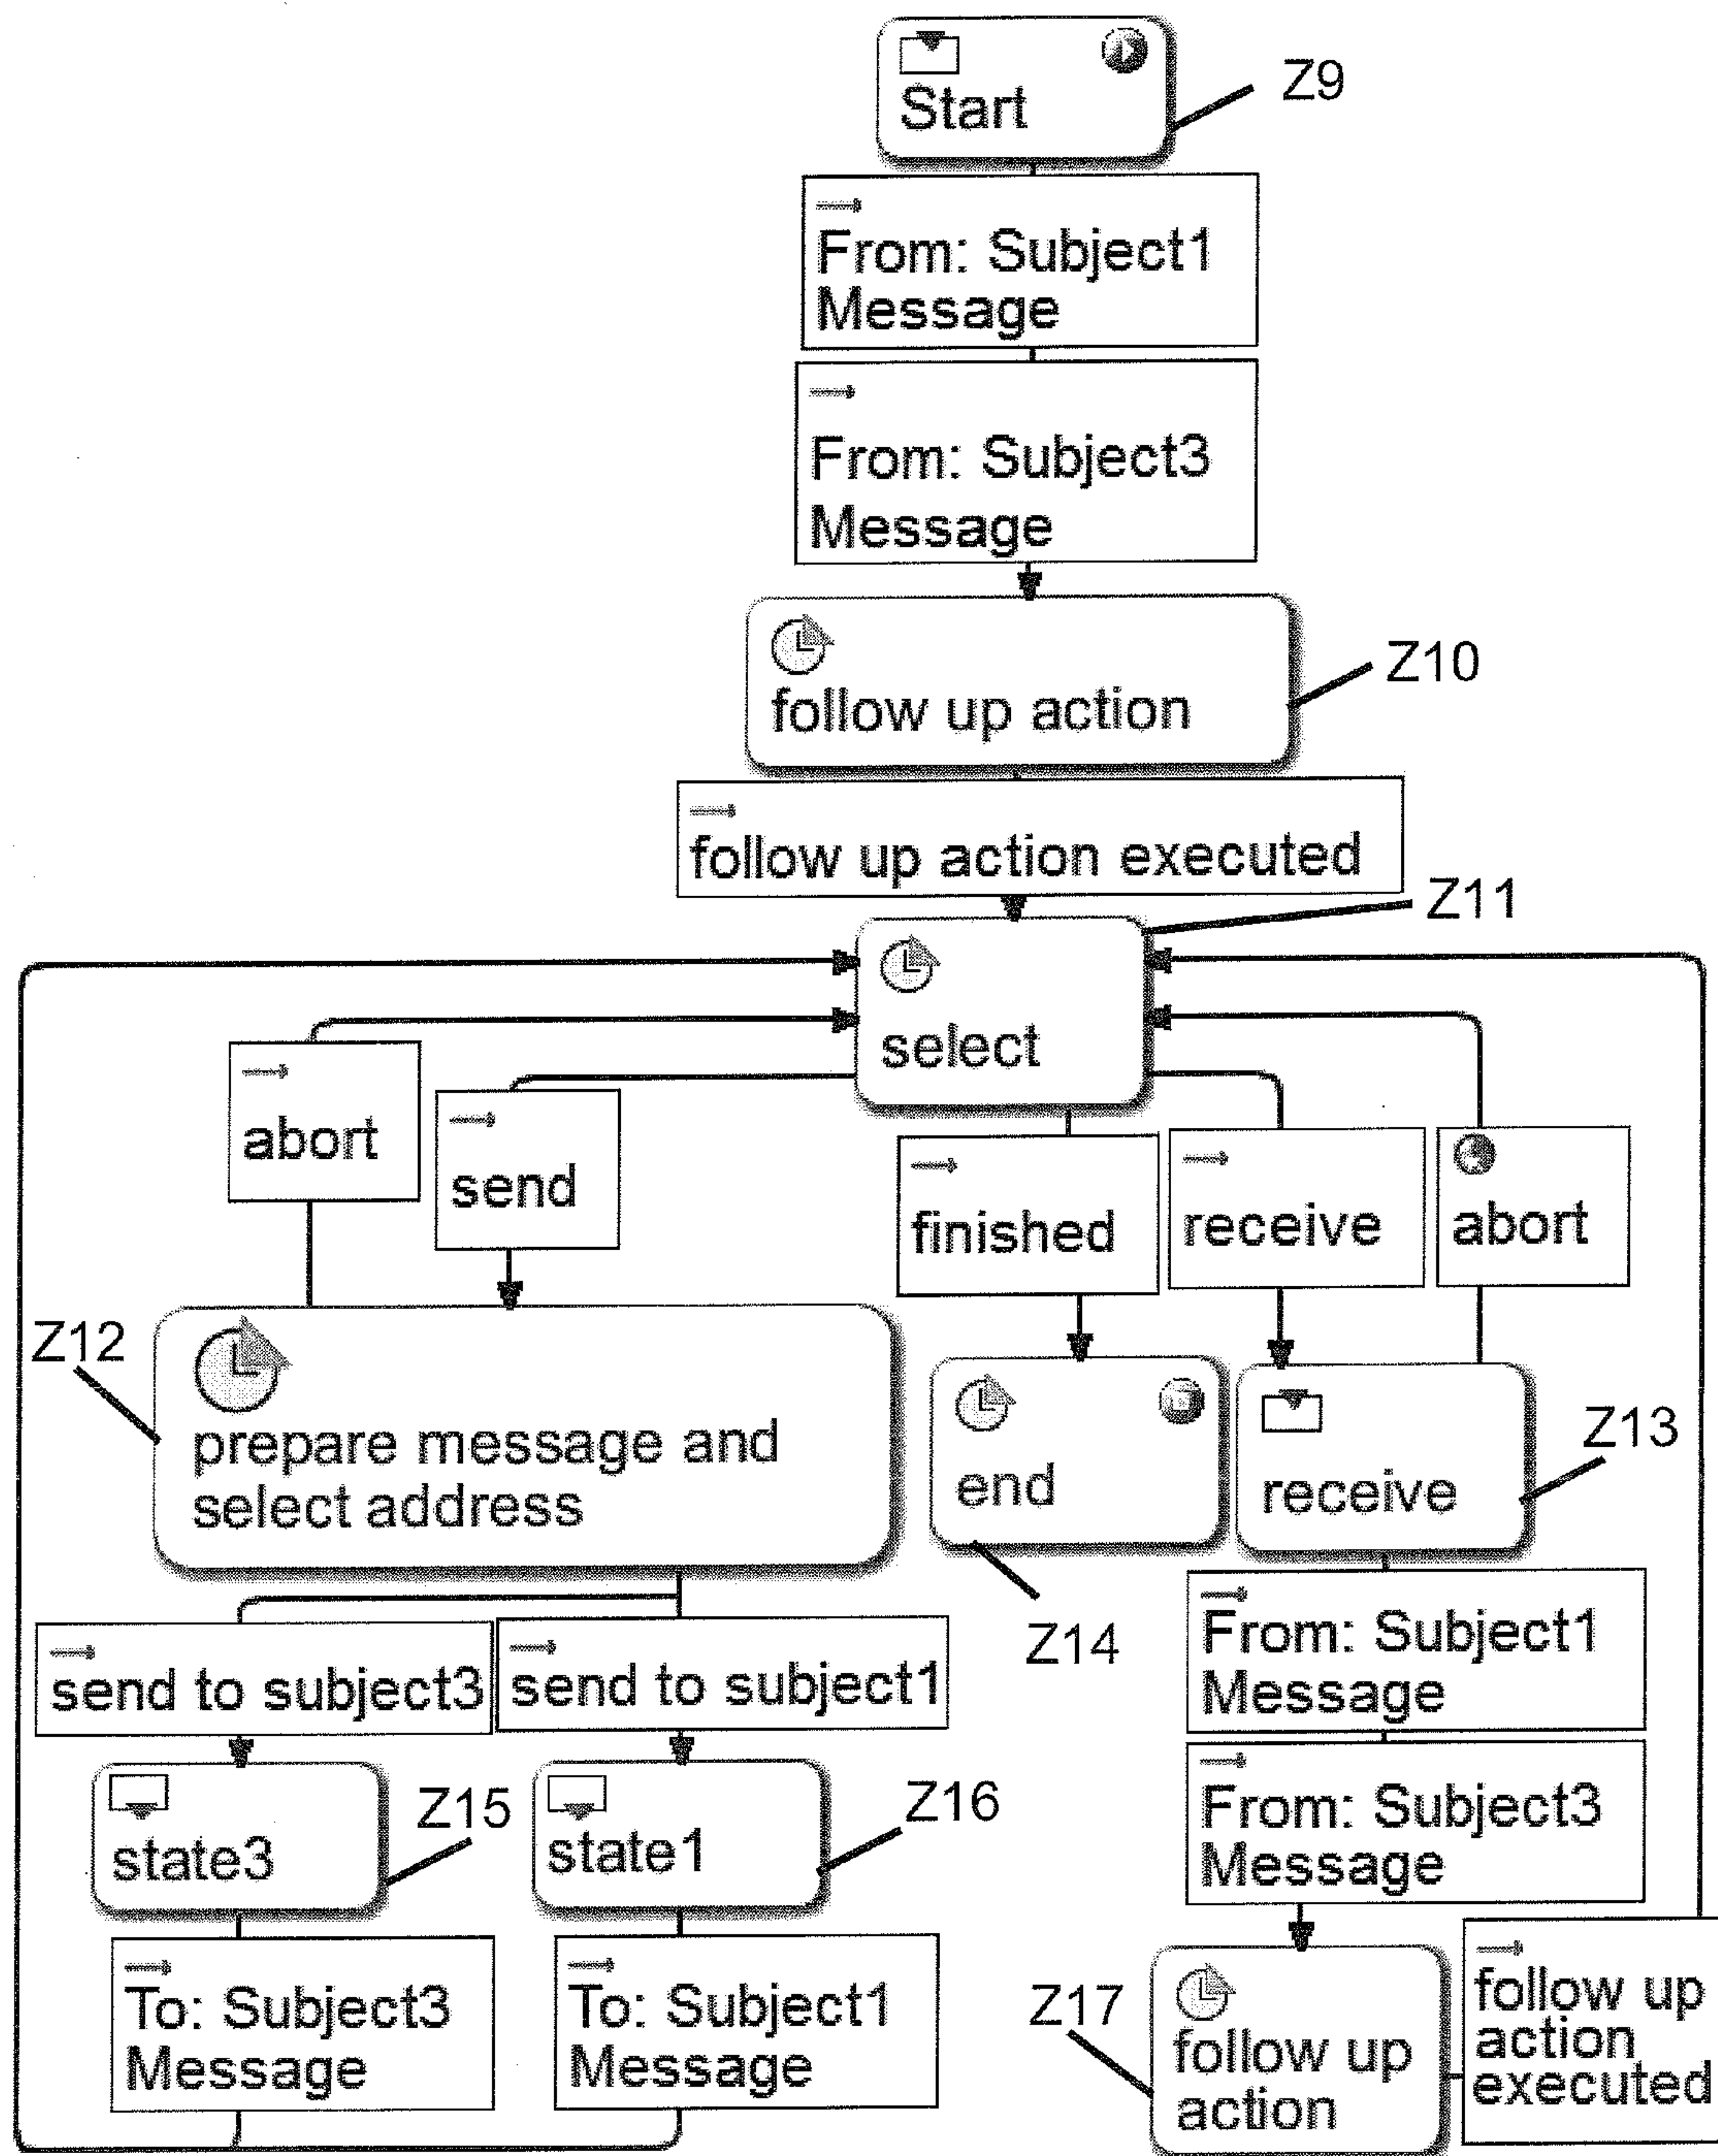 Start
Z9
From: Subject1
Message
From: Subject3
Message
follow up action
Z10
follow up action executed
Z11
select
abort
send
finished
receive
abort
Z12
prepare message and
select address
end
Z14
receive
Z13
send to subject3
send to subject1
From: Subject1
Message
From: Subject3
Message
state3
Z15
state1
Z16
To: Subject3
Message
To: Subject1
Message
Z17
follow up
action
follow up
action
executed